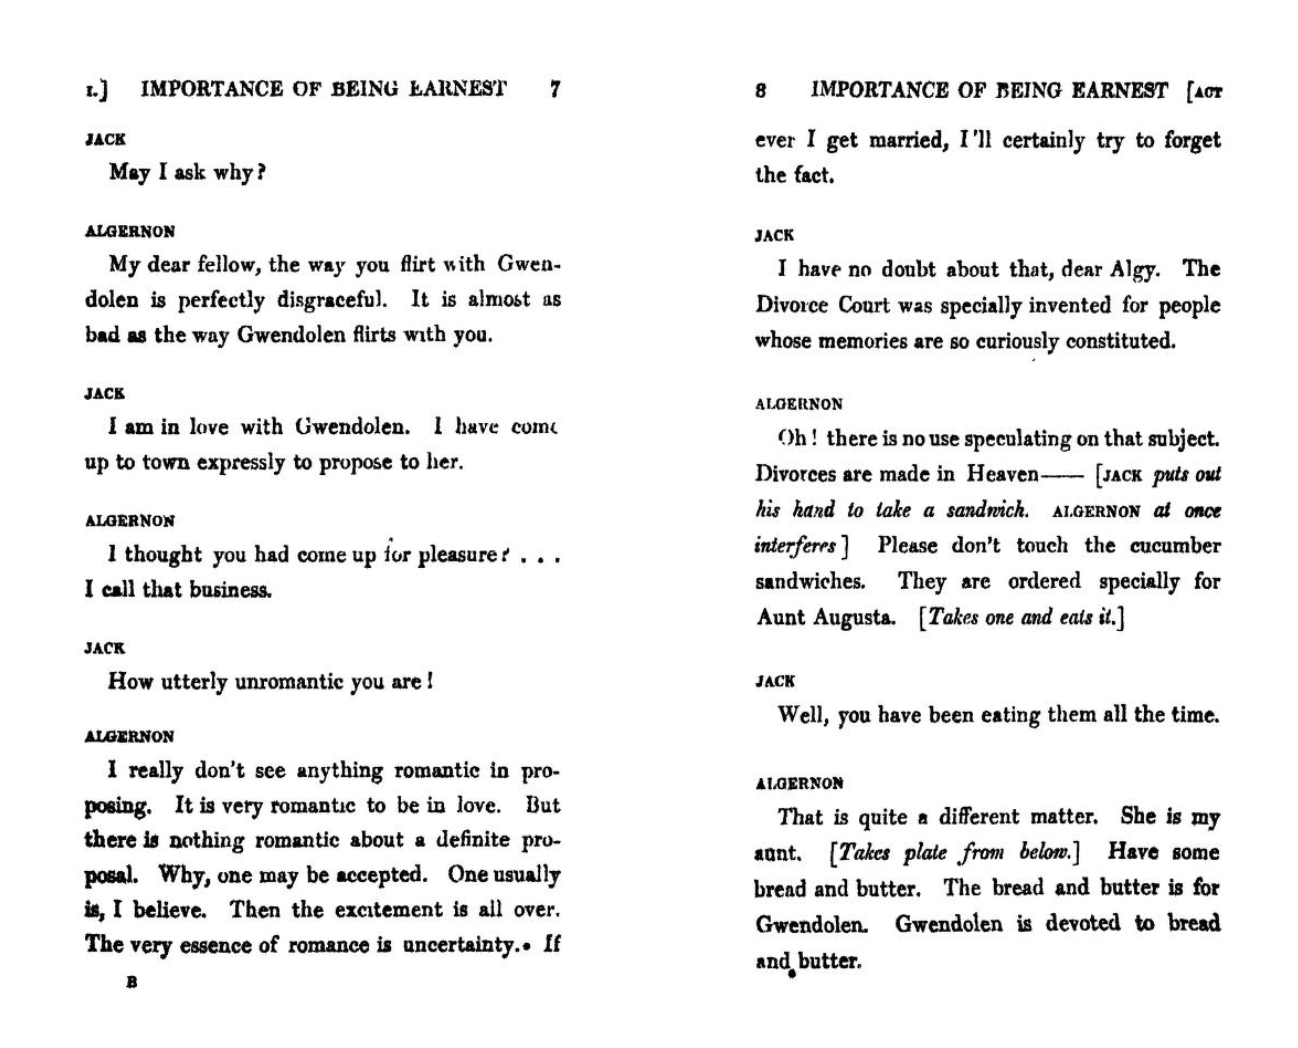 I.] IMPORTANCE OF BEING EARNEST 7
JACK
May I ask why?
ALGERNON
My dear fellow, the way you flirt with Gwen-
dolen is perfectly disgraceful. It is almost as
bad as the way Gwendolen flirts with you.
JACK
I am in love with Gwendolen. I have come
up to town expressly to propose to her.
ALGERNON
I thought you had come up for pleasure? . . .
I call that business.
JACK
How utterly unromantic you are!
ALGERNON
I really don't see anything romantic in pro-
posing. It is very romantic to be in love. But
there is nothing romantic about a definite pro-
posal. Why, one may be accepted. One usually
is, I believe. Then the excitement is all over.
The very essence of romance is uncertainty. If
B
8 IMPORTANCE OF BEING EARNEST [ACT
ever I get married, I'll certainly try to forget
the fact.
JACK
I have no doubt about that, dear Algy. The
Divorce Court was specially invented for people
whose memories are so curiously constituted.
ALGERNON
Oh! there is no use speculating on that subject.
Divorces are made in Heaven—— [JACK puts out
his hand to take a sandwich. ALGERNON at once
interferes] Please don't touch the cucumber
sandwiches. They are ordered specially for
Aunt Augusta. [Takes one and eats it.]
JACK
Well, you have been eating them all the time.
ALGERNON
That is quite a different matter. She is my
aunt. [Takes plate from below.] Have some
bread and butter. The bread and butter is for
Gwendolen. Gwendolen is devoted to bread
and butter.